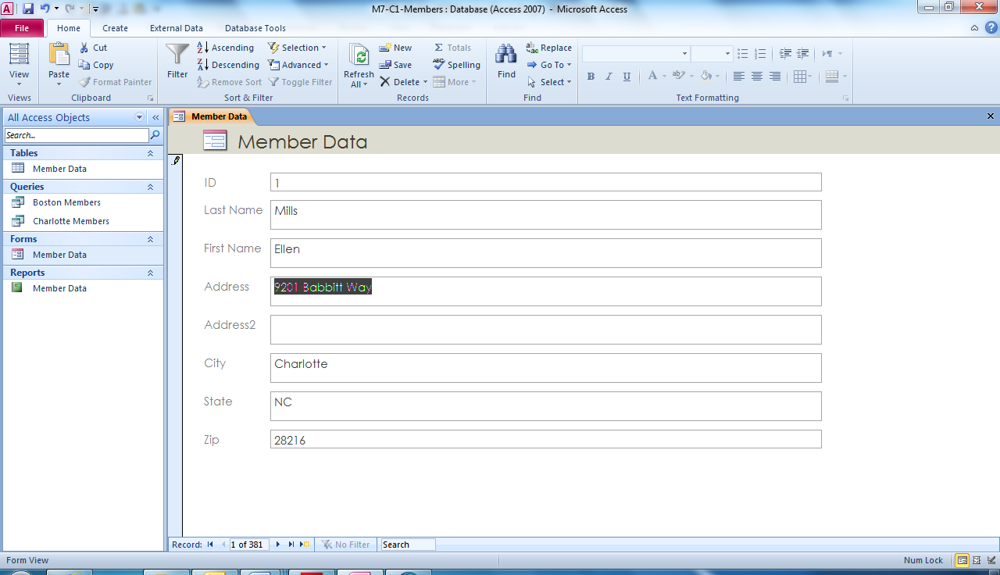 M7-C1-Members : Database (Access 2007) - Microsoft Access
File Home Create External Data Database Tools
View
Views
Paste
Cut
Copy
Format Painter
Clipboard
Filter
Ascending
Descending
Remove Sort
Selection
Advanced
Toggle Filter
Sort & Filter
Refresh
All
New
Save
Delete
Totals
Spelling
More
Records
Find
Replace
Go To
Select
Find
B I U
Text Formatting
All Access Objects
Search...
Tables
Member Data
Queries
Boston Members
Charlotte Members
Forms
Member Data
Reports
Member Data
Member Data
Member Data
ID 1
Last Name Mills
First Name Ellen
Address 9201 Babbitt Way
Address2
City Charlotte
State NC
Zip 28216
Record: 1 of 381 No Filter Search
Form View Num Lock